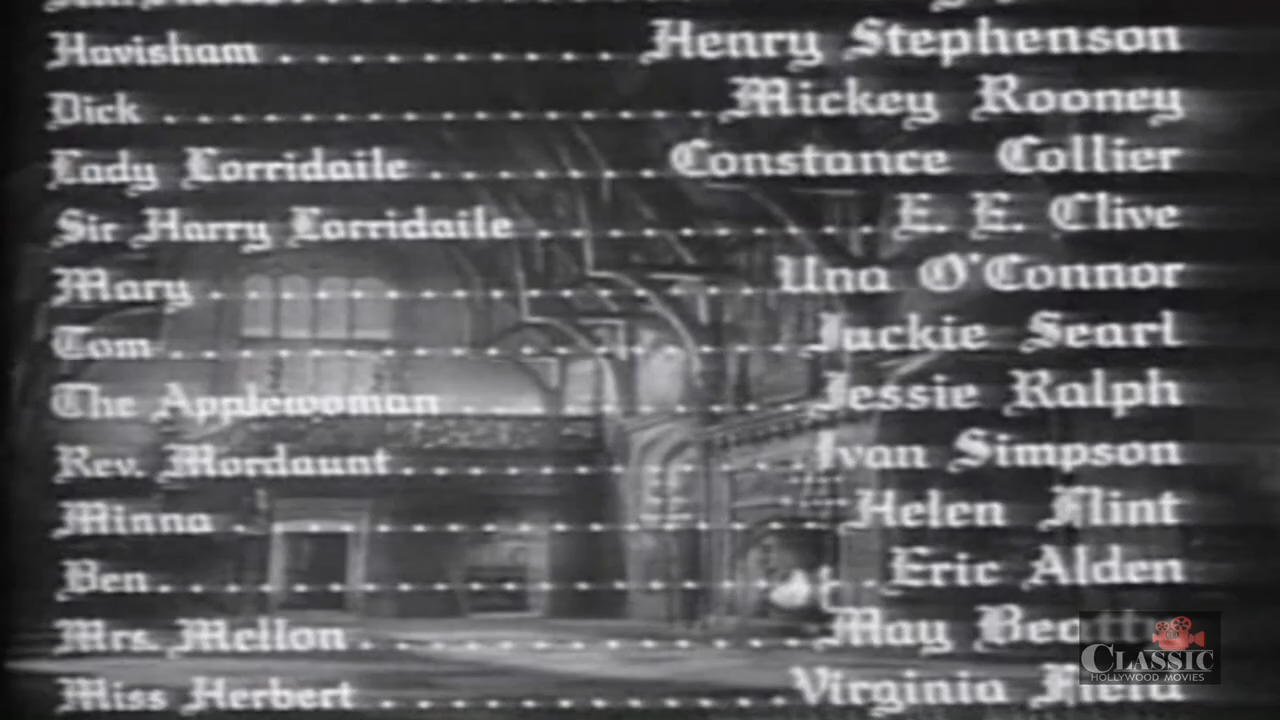 Havisham . . . . . . . . . . . Henry Stephenson
Dick . . . . . . . . . . . . . . . . . . . . Mickey Rooney
Lady Lorridaile . . . . . . . . Constance Collier
Sir Harry Lorridaile . . . . . . . . . . . . E. E. Clive
Mary . . . . . . . . . . . . . . . . . . . . Una O'Connor
Tom . . . . . . . . . . . . . . . . . . . . . . . Jackie Searl
The Applewoman . . . . . . . . . . . . . Jessie Ralph
Rev. Mordaunt . . . . . . . . . . . . . . Ivan Simpson
Minna . . . . . . . . . . . . . . . . . . . . . Helen Flint
Ben . . . . . . . . . . . . . . . . . . . . . . . . . Eric Alden
Mrs. Mellon . . . . . . . . . . . . . . . . May
Miss Herbert . . . . . . . . . . . . . . Virginia Field
CLASSIC
HOLLYWOOD MOVIES